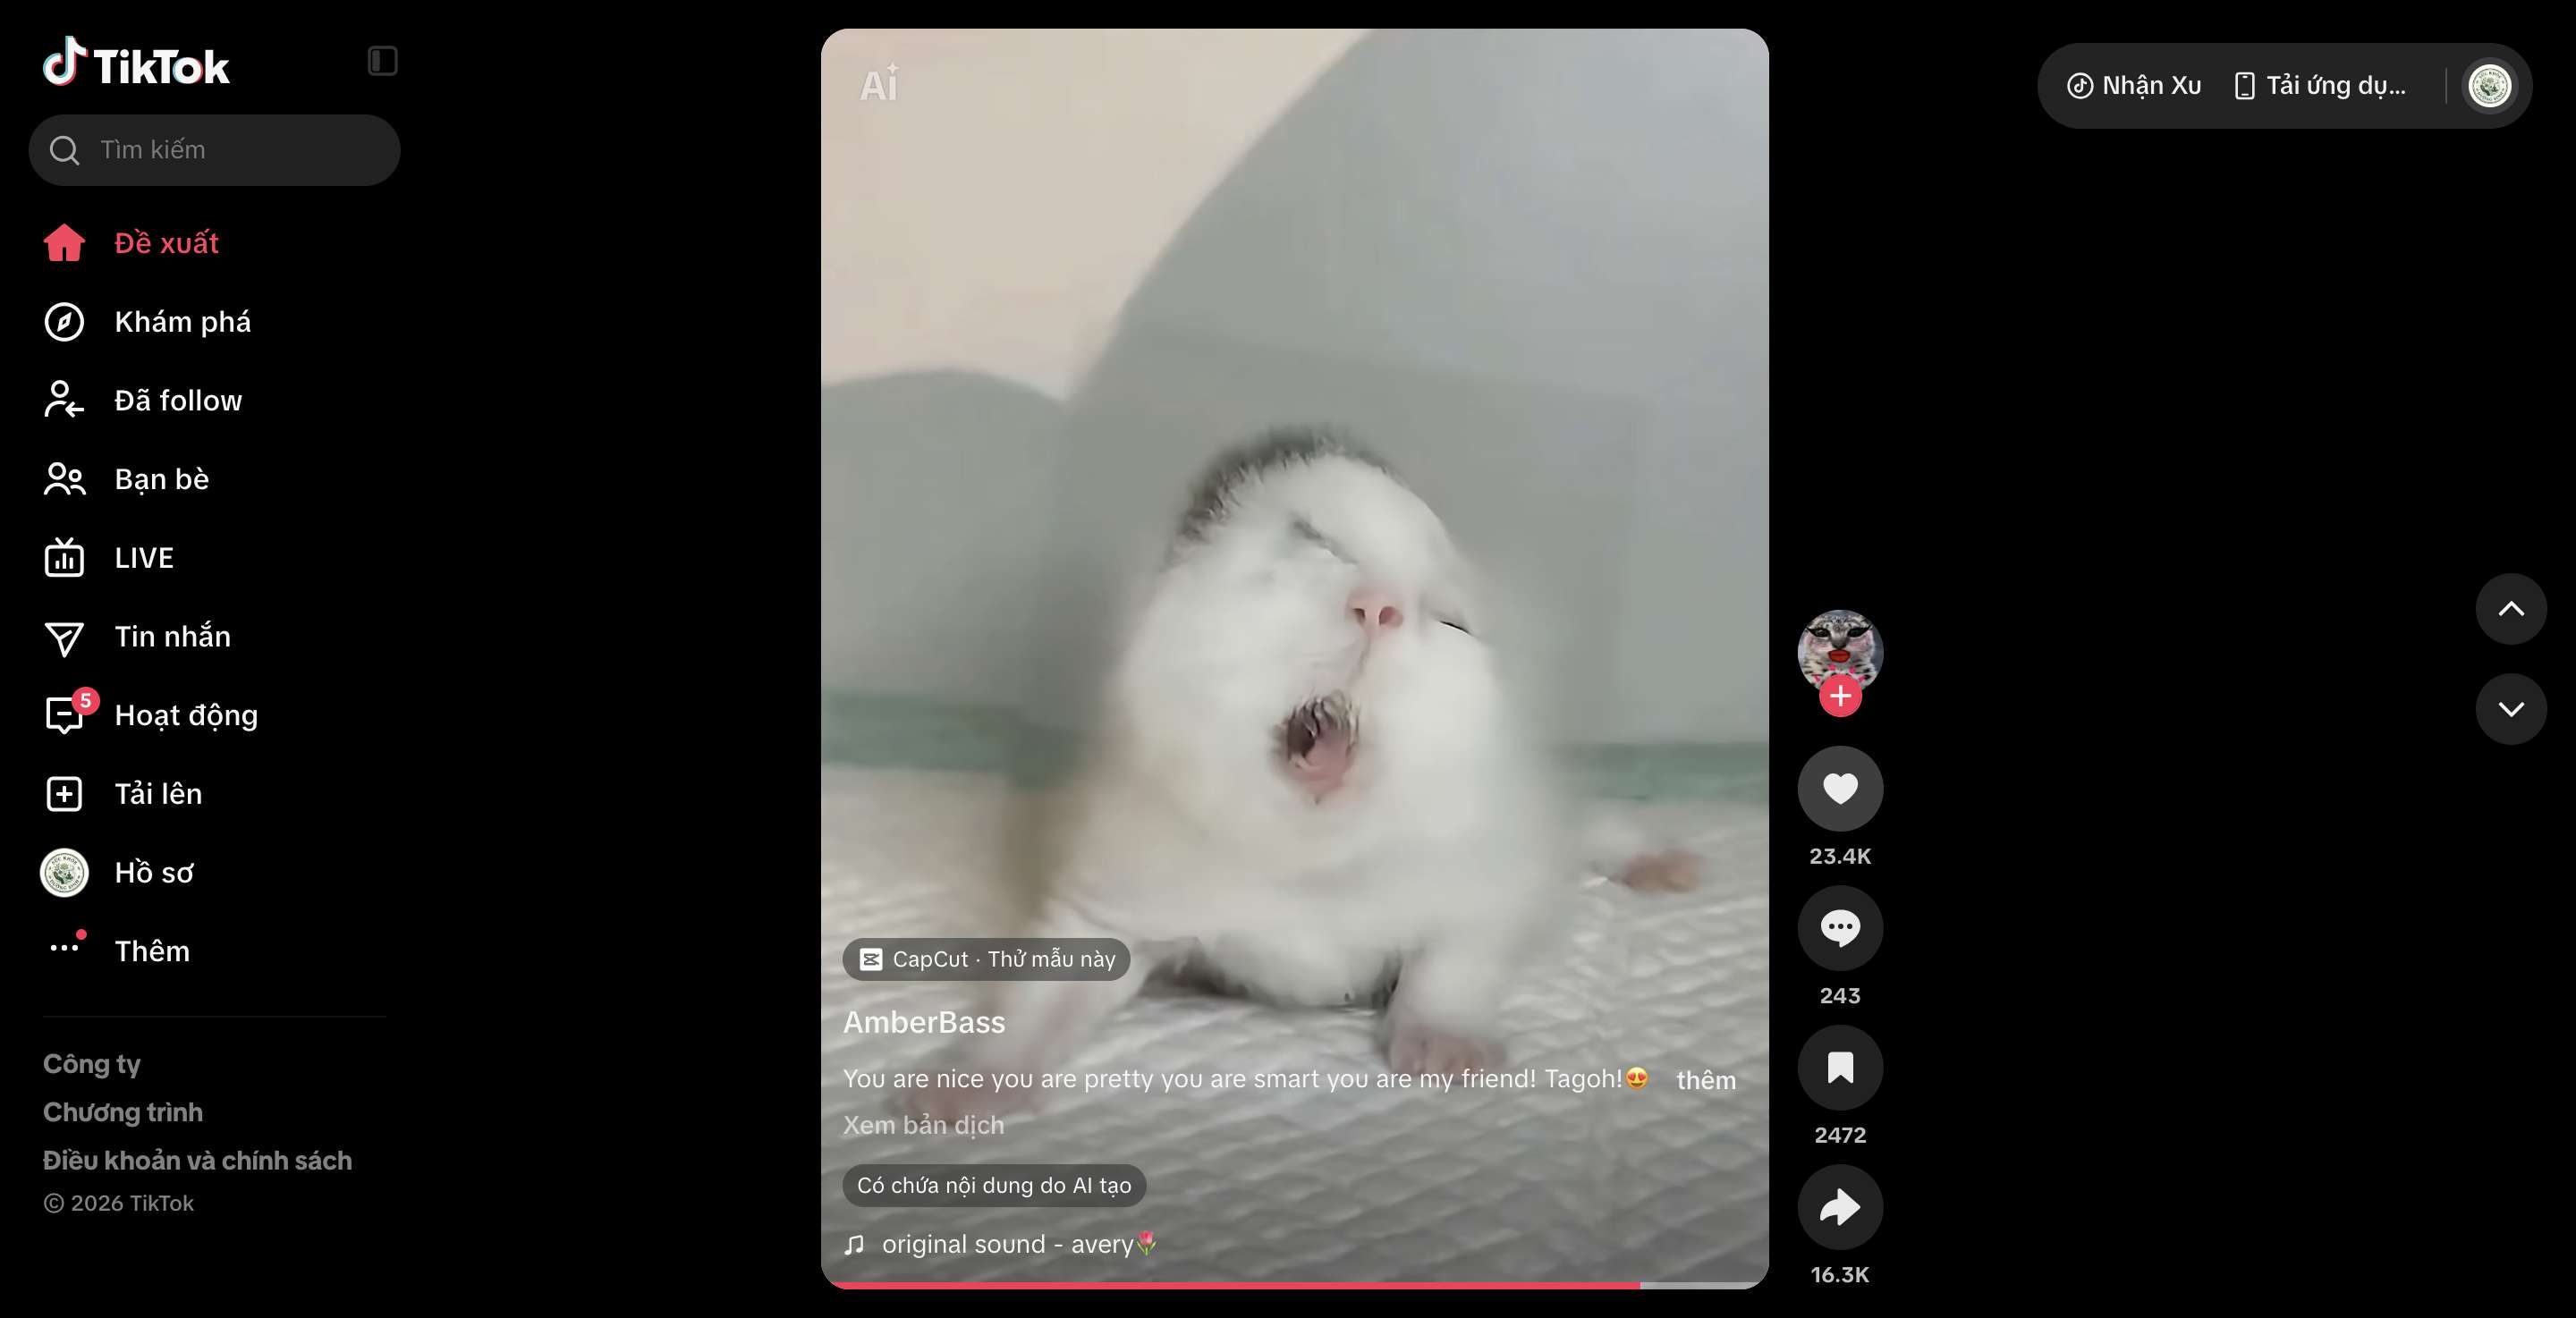 TikTok
Tìm kiếm
Đề xuất
Khám phá
Đã follow
Bạn bè
LIVE
Tin nhắn
5
Hoạt động
Tải lên
Hồ sơ
Thêm
Công ty
Chương trình
Điều khoản và chính sách
© 2026 TikTok
Ai
CapCut · Thử mẫu này
AmberBass
You are nice you are pretty you are smart you are my friend! Tagoh!😍 thêm
Xem bản dịch
Có chứa nội dung do AI tạo
original sound - avery🌷
23.4K
243
2472
16.3K
Nhận Xu
Tải ứng dụ...